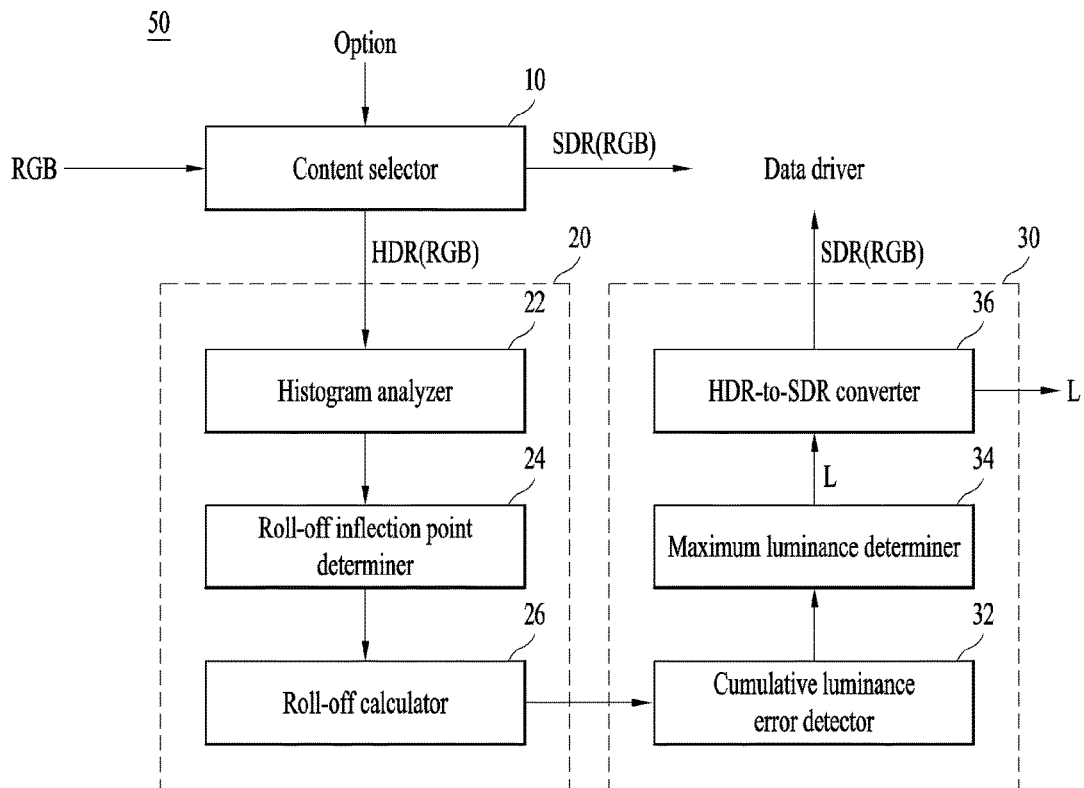 50
Option
10
RGB
Content selector
SDR(RGB)
Data driver
HDR(RGB)
20
SDR(RGB)
30
22
Histogram analyzer
36
HDR-to-SDR converter
L
24
Roll-off inflection point
determiner
L
34
Maximum luminance determiner
26
Roll-off calculator
32
Cumulative luminance
error detector